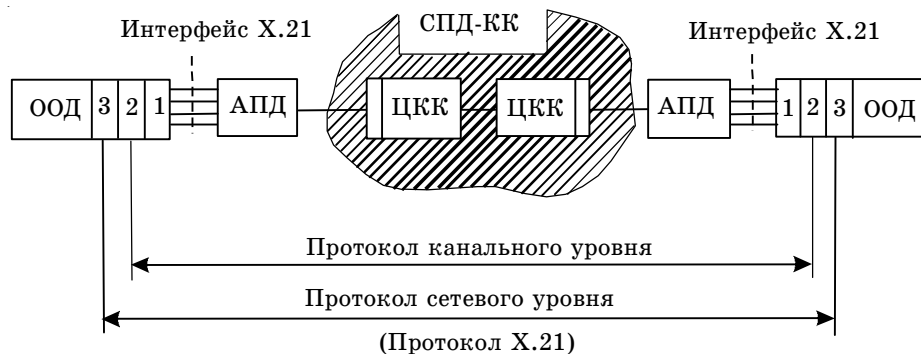 Интерфейс X.21
СПД-КК
Интерфейс X.21
ООД 3 2 1
АПД
ЦКК
ЦКК
АПД
1 2 3 ООД
Протокол канального уровня
Протокол сетевого уровня
(Протокол X.21)